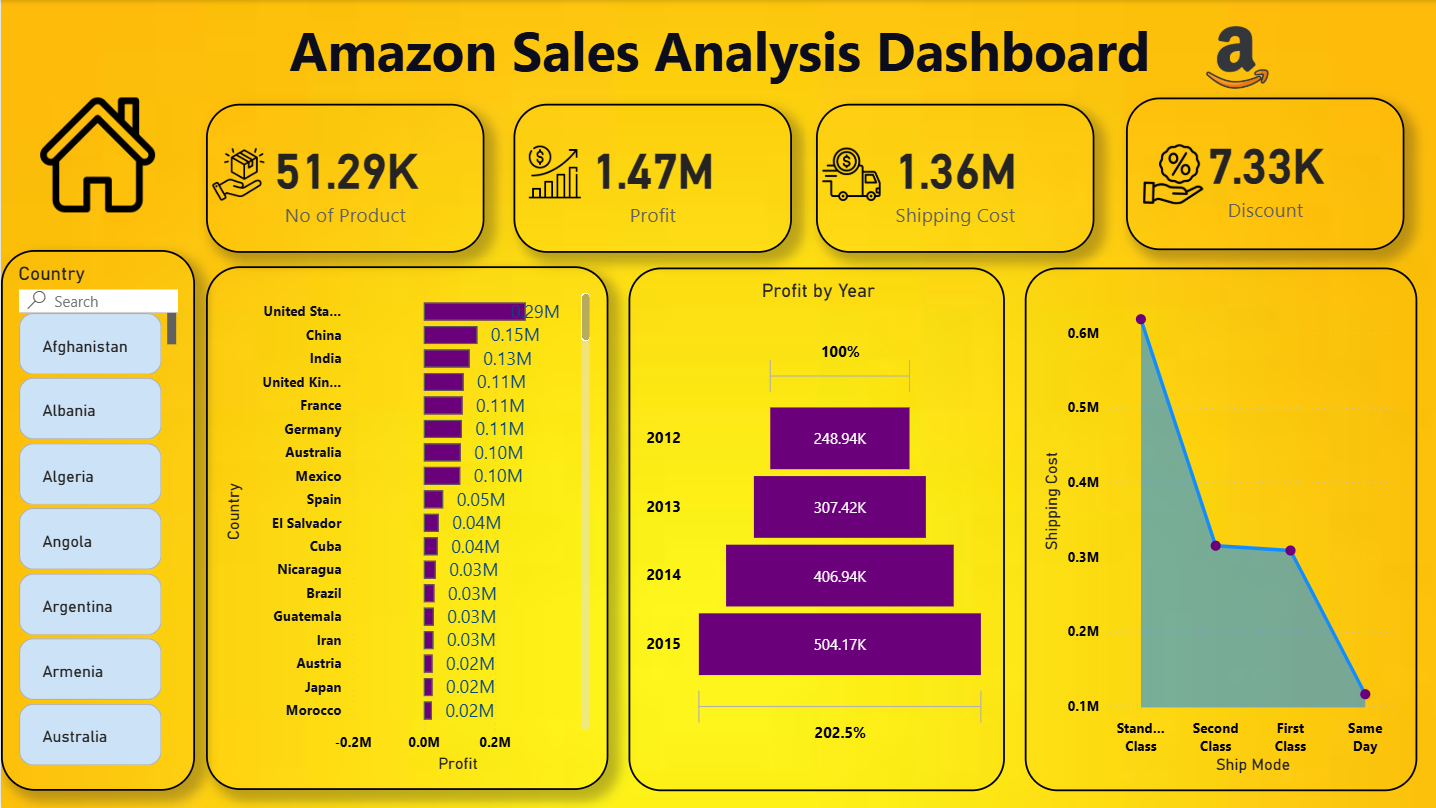 Amazon Sales Analysis Dashboard
a
51.29K
No of Product
$
1.47M
Profit
$
1.36M
Shipping Cost
%
7.33K
Discount
Country
Search
Afghanistan
Albania
Algeria
Angola
Argentina
Armenia
Australia
Country
United Sta... 0.29M
China 0.15M
India 0.13M
United Kin... 0.11M
France 0.11M
Germany 0.11M
Australia 0.10M
Mexico 0.10M
Spain 0.05M
El Salvador 0.04M
Cuba 0.04M
Nicaragua 0.03M
Brazil 0.03M
Guatemala 0.03M
Iran 0.03M
Austria 0.02M
Japan 0.02M
Morocco 0.02M
-0.2M 0.0M 0.2M
Profit
Profit by Year
100%
2012 248.94K
2013 307.42K
2014 406.94K
2015 504.17K
202.5%
Shipping Cost
0.6M
0.5M
0.4M
0.3M
0.2M
0.1M
Stand... Second First Same
Class Class Class Day
Ship Mode